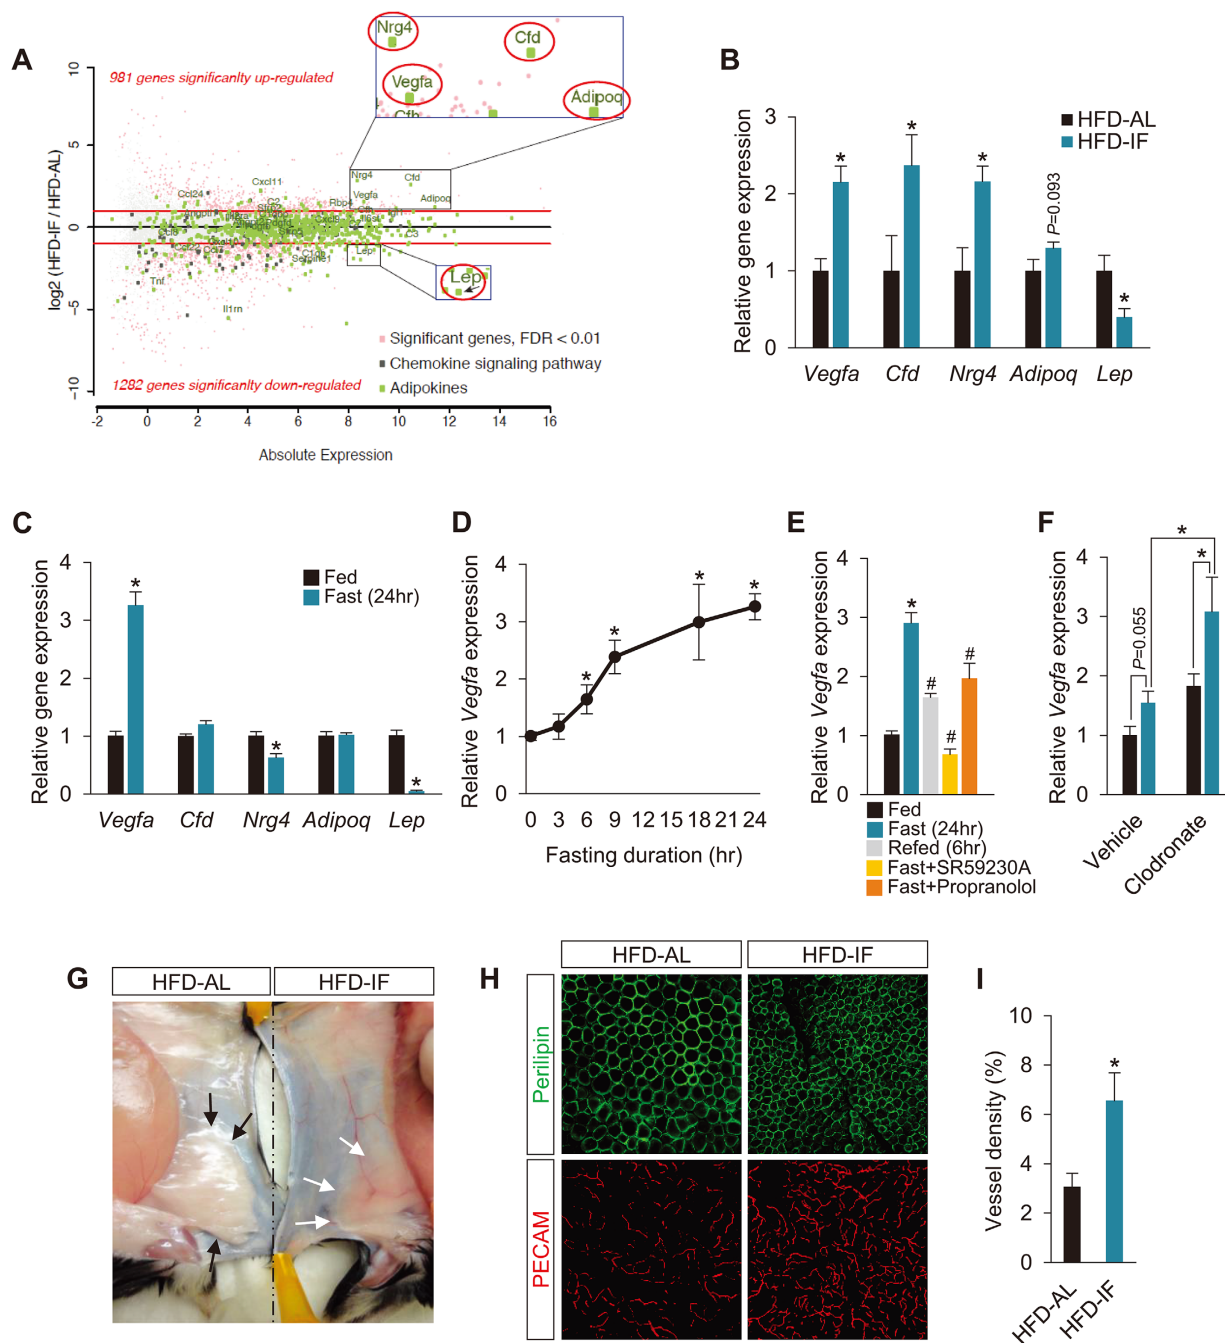 A
981 genes significanlty up-regulated
1282 genes significanlty down-regulated
log2 (HFD-IF / HFD-AL)
10
5
0
-5
-10
-2 0 2 4 6 8 10 12 14 16
Absolute Expression
Nrg4
Cfd
Vegfa
Adipoq
Cfh
Nrg4
Cfd
Vegfa
Adipoq
Cxcl11
Ccl24
C2
Rbp4
Cxcl9
C3
Lep
Tnf
Il1rn
Lep
Significant genes, FDR < 0.01
Chemokine signaling pathway
Adipokines
B
Relative gene expression
3
2
1
0
HFD-AL
HFD-IF
* * * P=0.093 *
Vegfa Cfd Nrg4 Adipoq Lep
C
Relative gene expression
4
3
2
1
0
Fed
Fast (24hr)
* * *
Vegfa Cfd Nrg4 Adipoq Lep
D
Relative Vegfa expression
4
3
2
1
0
* * * *
0 3 6 9 12 15 18 21 24
Fasting duration (hr)
E
Relative Vegfa expression
4
3
2
1
0
* # # #
Fed
Fast (24hr)
Refed (6hr)
Fast+SR59230A
Fast+Propranolol
F
Relative Vegfa expression
4
3
2
1
0
P=0.055
*
*
Vehicle
Clodronate
G
HFD-AL HFD-IF
H
HFD-AL HFD-IF
Perilipin
PECAM
I
Vessel density (%)
10
8
6
4
2
0
*
HFD-AL
HFD-IF